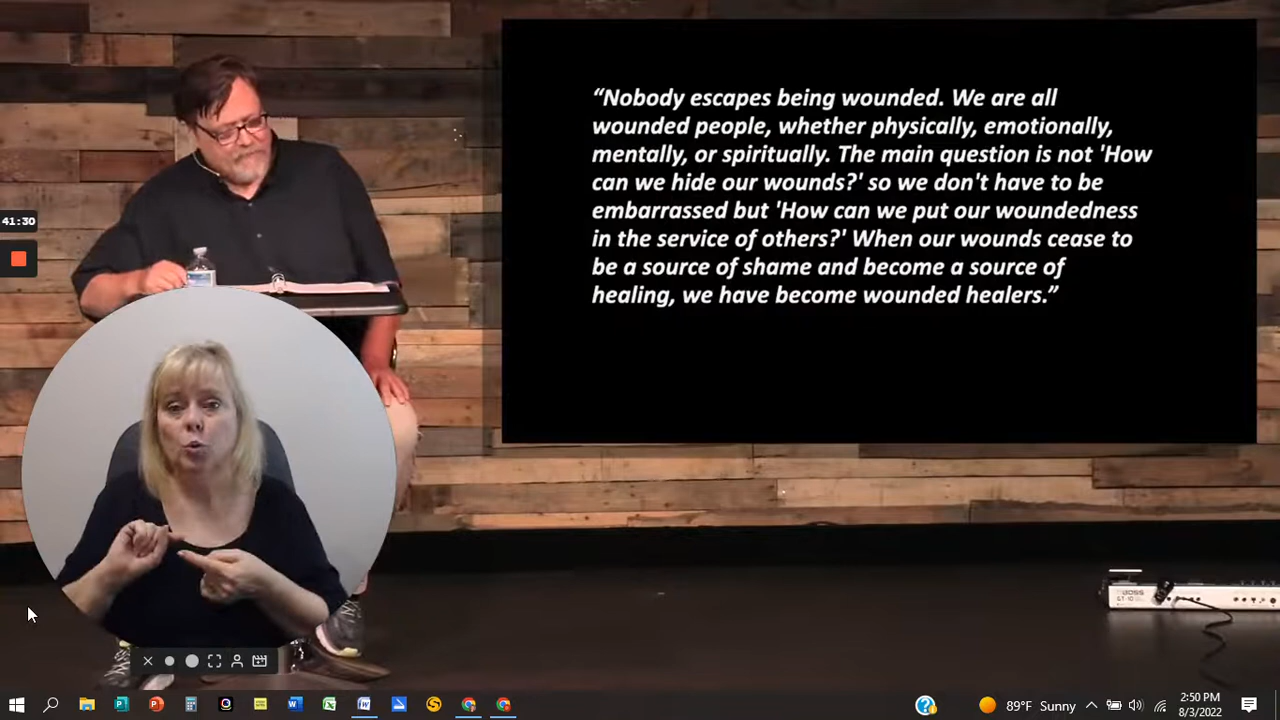 “Nobody escapes being wounded. We are all
wounded people, whether physically, emotionally,
mentally, or spiritually. The main question is not 'How
can we hide our wounds?' so we don't have to be
embarrassed but 'How can we put our woundedness
in the service of others?' When our wounds cease to
be a source of shame and become a source of
healing, we have become wounded healers.”
41:30
BOSS
89°F Sunny
2:50 PM
8/3/2022